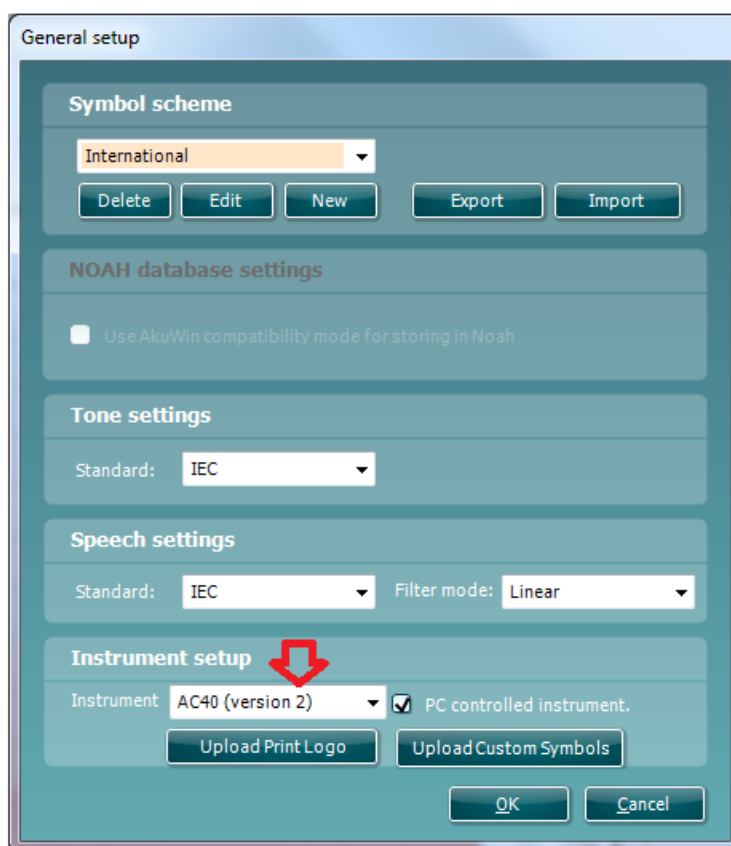 General setup
Symbol scheme
International
Delete Edit New Export Import
NOAH database settings
Use AkuWin compatibility mode for storing in Noah
Tone settings
Standard: IEC
Speech settings
Standard: IEC Filter mode: Linear
Instrument setup
Instrument AC40 (version 2) PC controlled instrument.
Upload Print Logo Upload Custom Symbols
OK Cancel